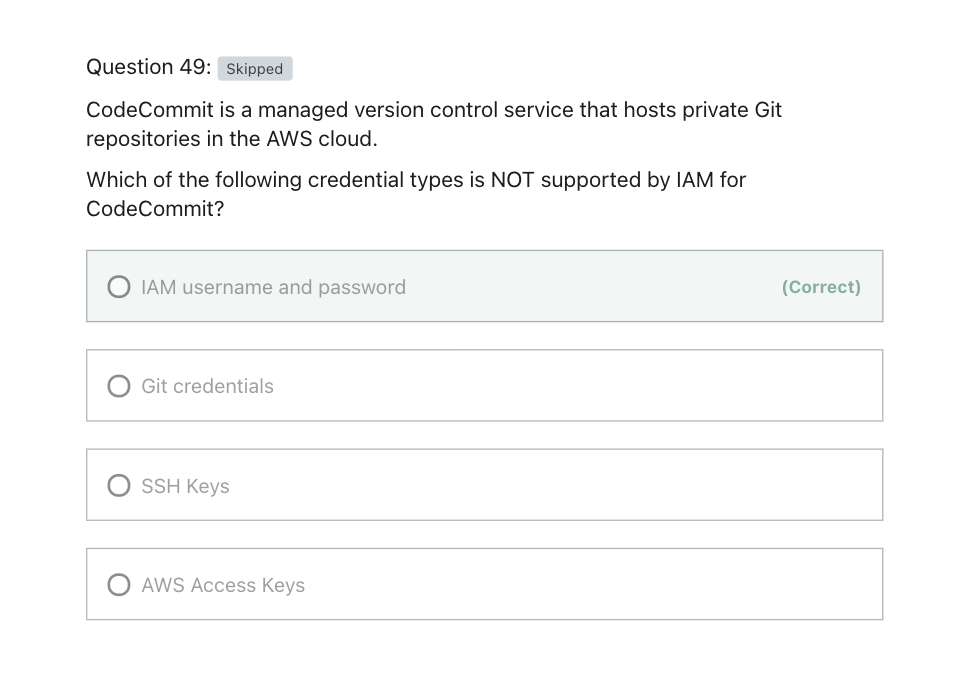 Question 49: Skipped
CodeCommit is a managed version control service that hosts private Git
repositories in the AWS cloud.
Which of the following credential types is NOT supported by IAM for
CodeCommit?
IAM username and password (Correct)
Git credentials
SSH Keys
AWS Access Keys